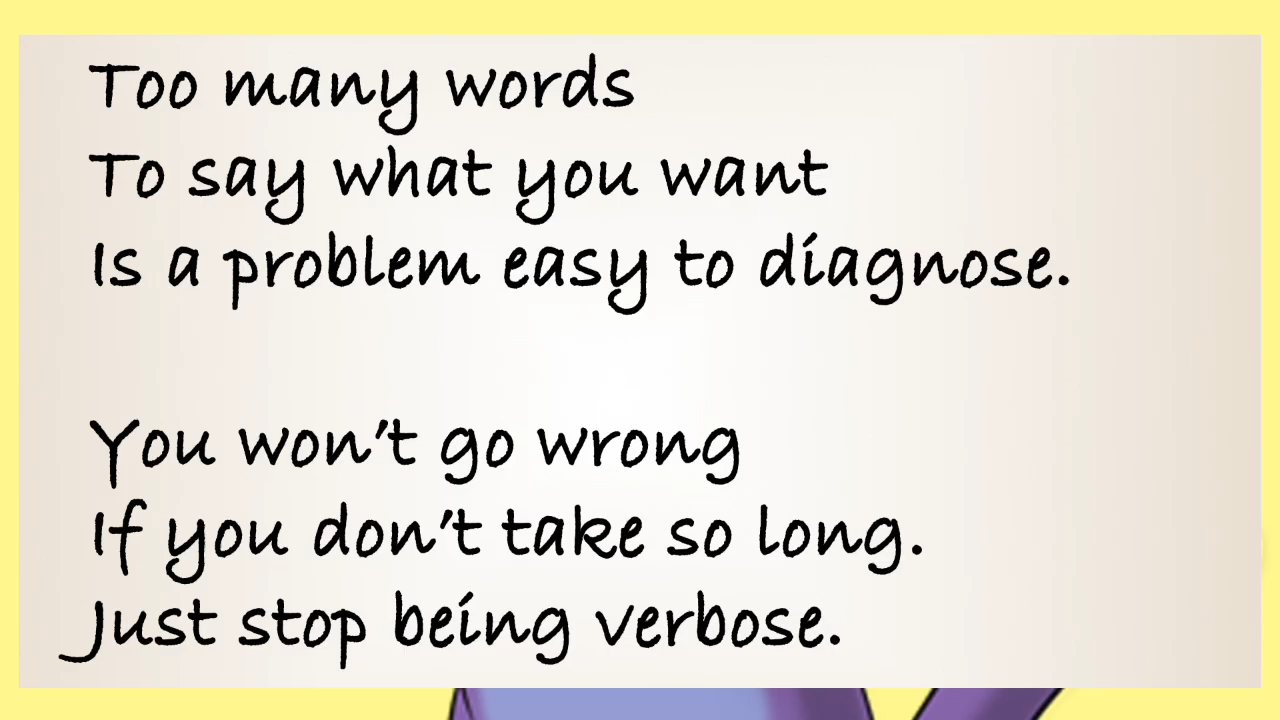 Too many words
To say what you want
Is a problem easy to diagnose.
You won't go wrong
If you don't take so long.
Just stop being verbose.